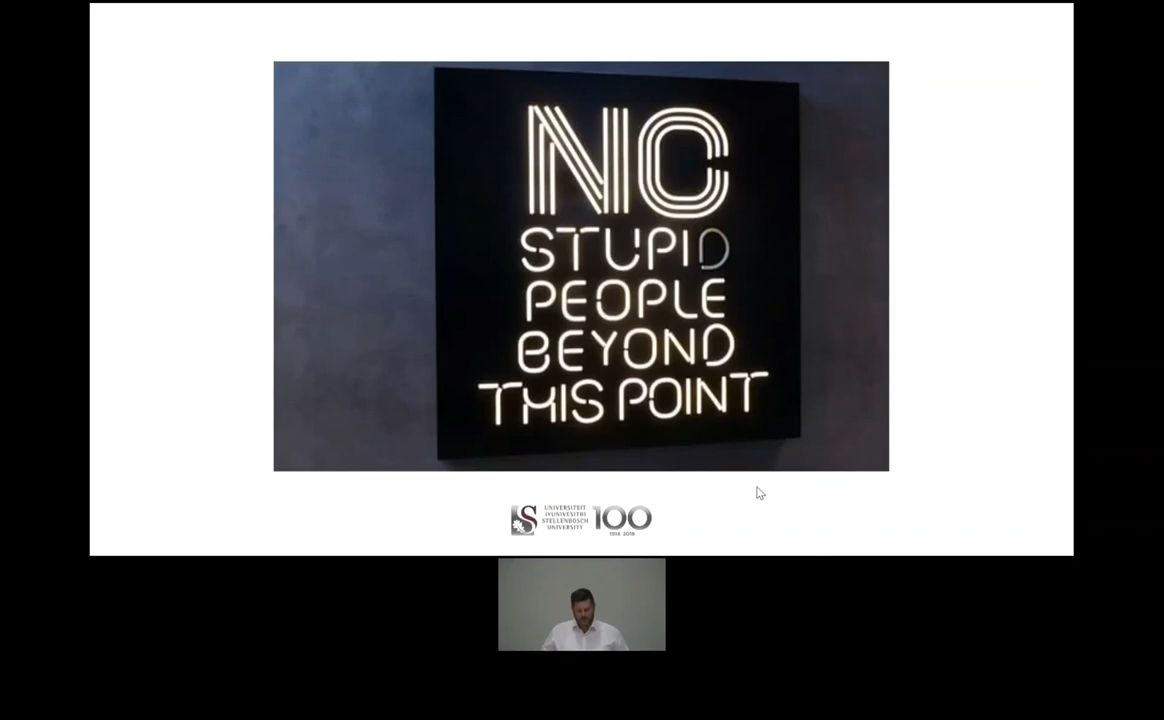 NO
STUPID
PEOPLE
BEYOND
THIS POINT
UNIVERSITEIT
IYUNIVESITHI
STELLENBOSCH
UNIVERSITY
100
1918 2018